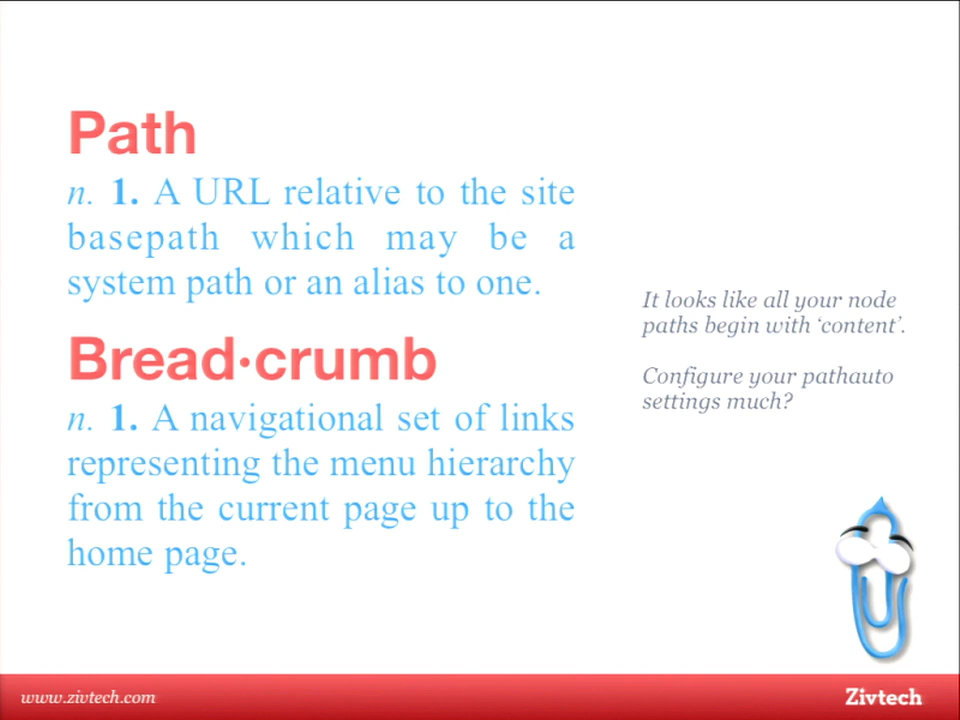 Path
n. 1. A URL relative to the site
basepath which may be a
system path or an alias to one.
Bread·crumb
n. 1. A navigational set of links
representing the menu hierarchy
from the current page up to the
home page.
It looks like all your node
paths begin with ‘content’.
Configure your pathauto
settings much?
www.zivtech.com
Zivtech